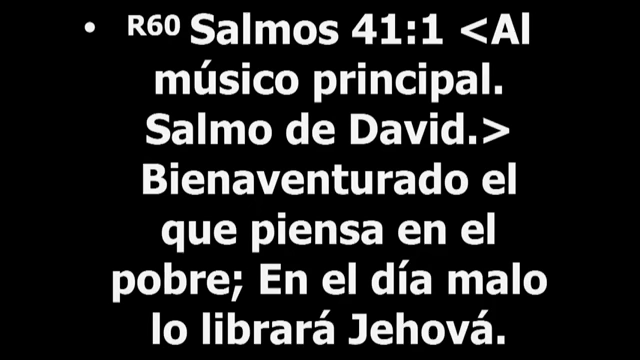 • R60 Salmos 41:1 <Al
músico principal.
Salmo de David.>
Bienaventurado el
que piensa en el
pobre; En el día malo
lo librará Jehová.